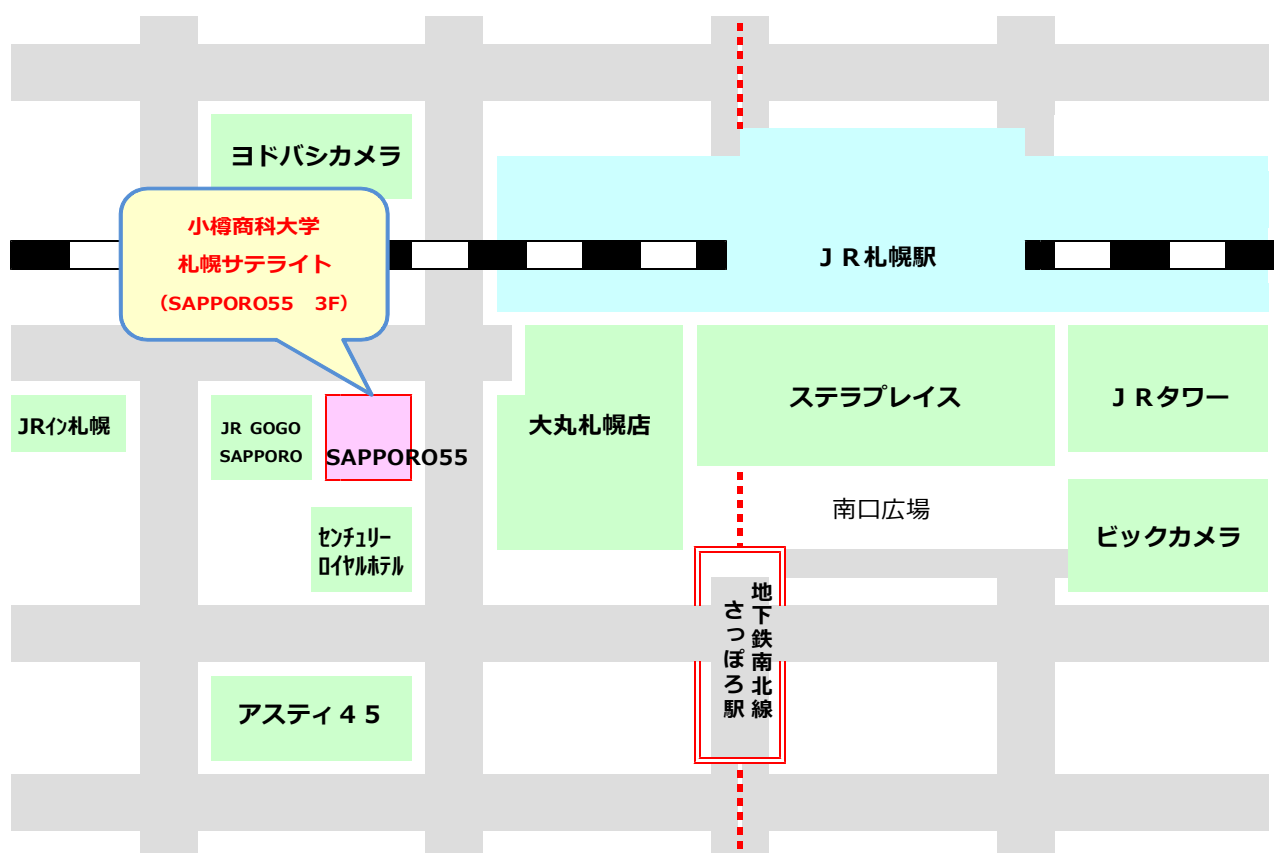 ヨドバシカメラ
小樽商科大学
札幌サテライト
（SAPPORO55　3F）
ＪＲ札幌駅
JRｲﾝ札幌
JR GOGO
SAPPORO
SAPPORO55
大丸札幌店
ステラプレイス
ＪＲタワー
南口広場
ビックカメラ
ｾﾝﾁｭﾘｰ
ﾛｲﾔﾙﾎﾃﾙ
地下鉄南北線
さっぽろ駅
アスティ４５